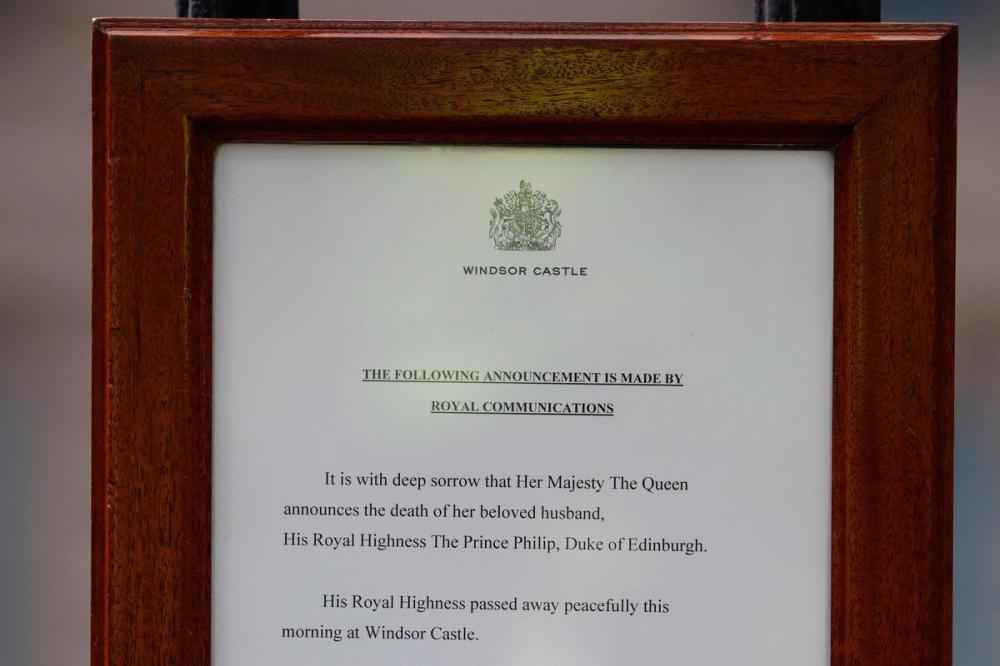 WINDSOR CASTLE
THE FOLLOWING ANNOUNCEMENT IS MADE BY
ROYAL COMMUNICATIONS
It is with deep sorrow that Her Majesty The Queen
announces the death of her beloved husband,
His Royal Highness The Prince Philip, Duke of Edinburgh.
His Royal Highness passed away peacefully this
morning at Windsor Castle.